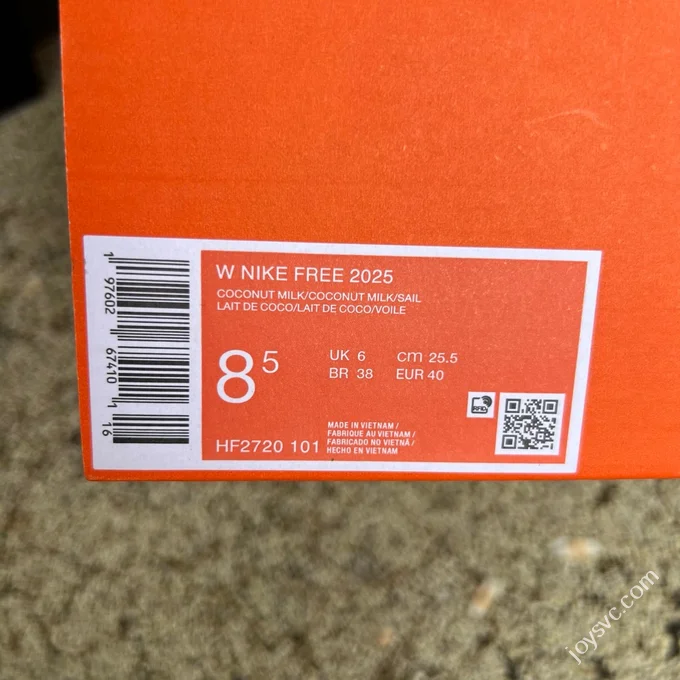 W NIKE FREE 2025
COCONUT MILK/COCONUT MILK/SAIL
LAIT DE COCO/LAIT DE COCO/VOILE
8 5
UK 6 cm 25.5
BR 38 EUR 40
HF2720 101
MADE IN VIETNAM /
FABRIQUE AU VIETNAM /
FABRICADO NO VIETNÃ /
HECHO EN VIETNAM
1 97602 67410 1 16
RFID
joysvc.com